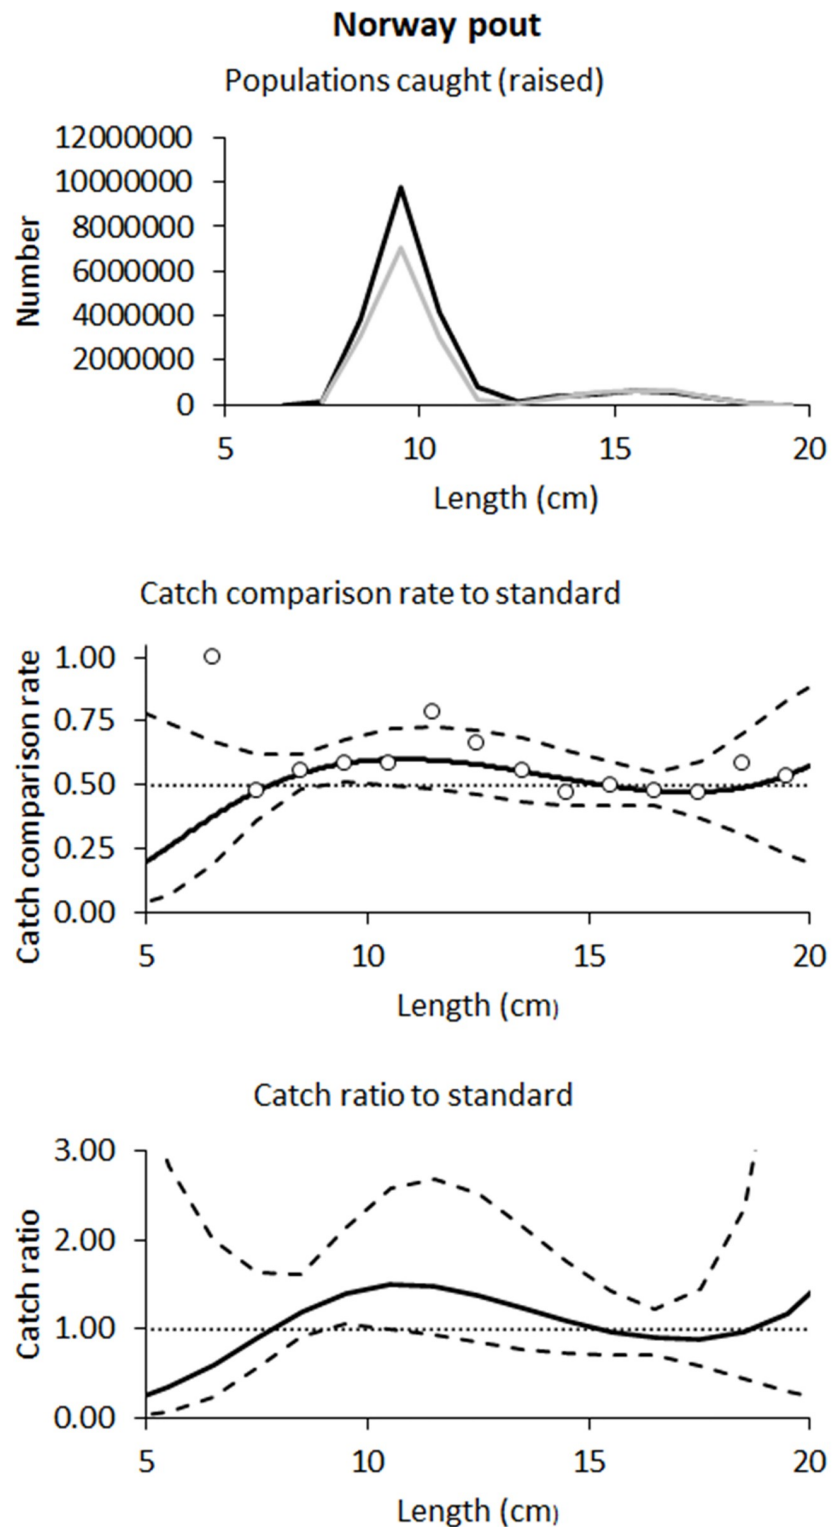 Norway pout
Populations caught (raised)
12000000
10000000
8000000
6000000
4000000
2000000
0
Number
5 10 15 20
Length (cm)
Catch comparison rate to standard
1.00
0.75
0.50
0.25
0.00
Catch comparison rate
5 10 15 20
Length (cm)
Catch ratio to standard
3.00
2.00
1.00
0.00
Catch ratio
5 10 15 20
Length (cm)